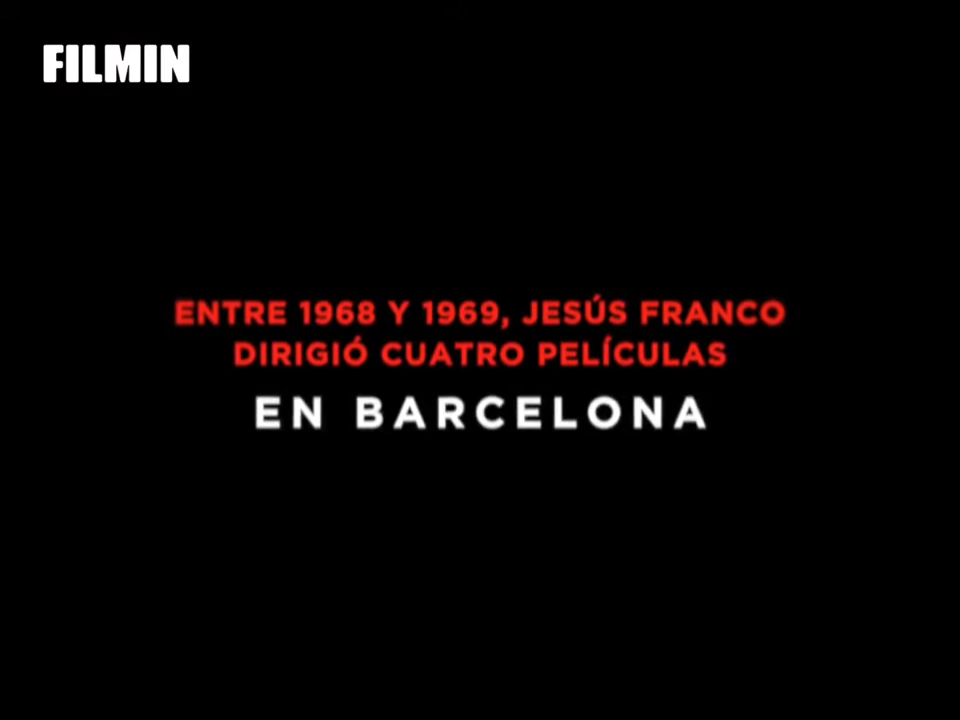 FILMIN
ENTRE 1968 Y 1969, JESÚS FRANCO
DIRIGIÓ CUATRO PELÍCULAS
EN BARCELONA